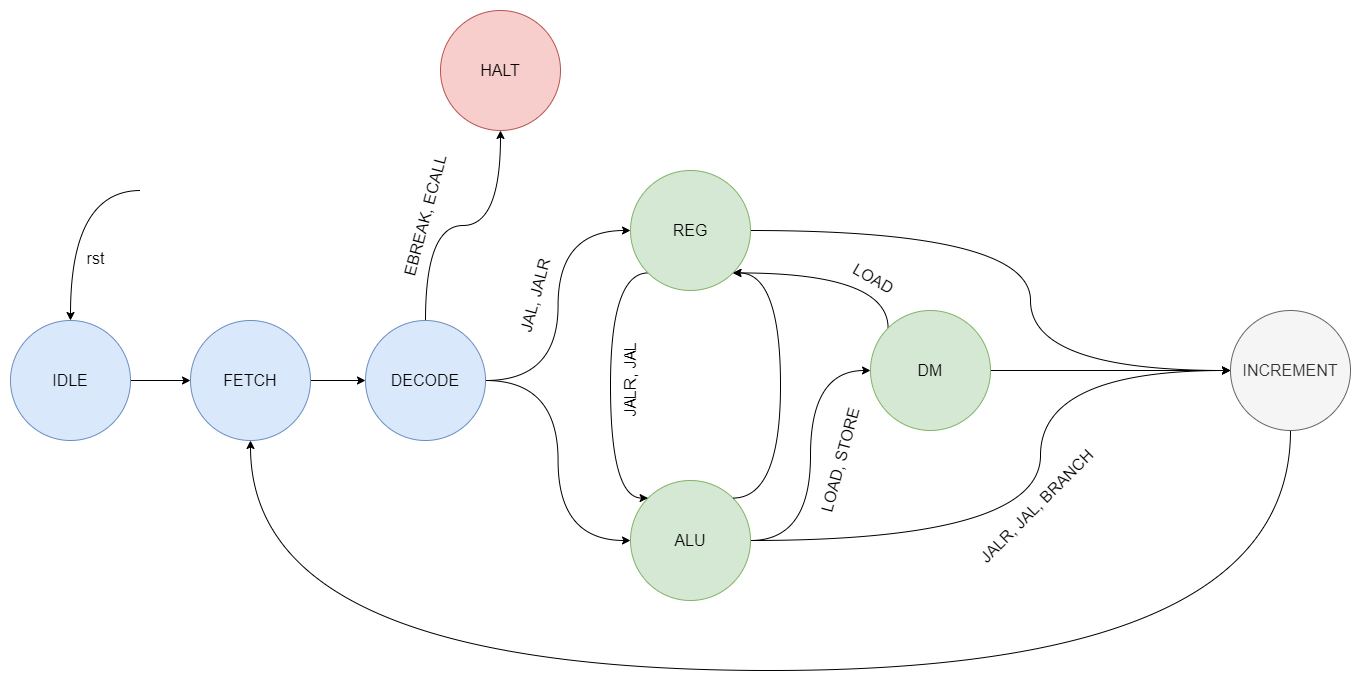 HALT
EBREAK, ECALL
rst
REG
JAL, JALR
LOAD
IDLE
FETCH
DECODE
JALR, JAL
DM
INCREMENT
LOAD, STORE
JALR, JAL, BRANCH
ALU